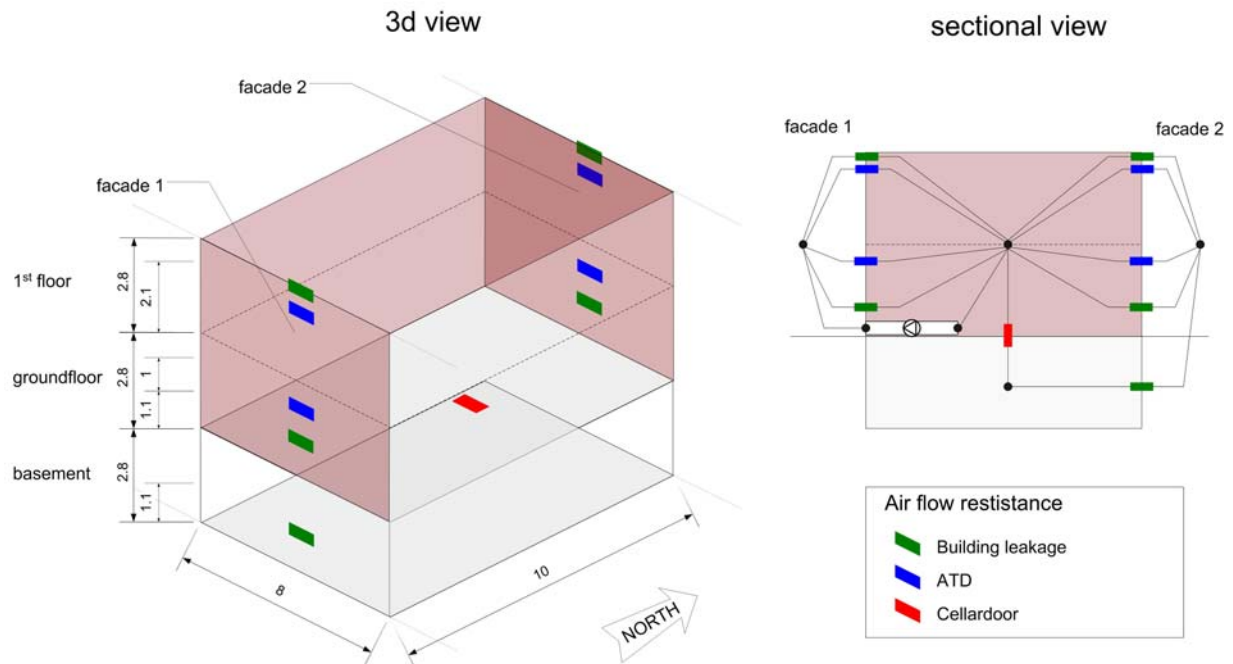 3d view
sectional view
facade 2
facade 1
facade 1
facade 2
1st floor
2.8
2.1
groundfloor
2.8
1
1.1
basement
2.8
1.1
8
10
NORTH
Air flow restistance
Building leakage
ATD
Cellardoor